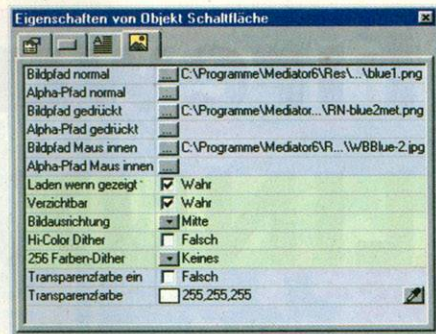 Eigenschaften von Objekt Schaltfläche
Bildpfad normal ... C:\Programme\Mediator6\Res\...\blue1.png
Alpha-Pfad normal ...
Bildpfad gedrückt ... C:\Programme\Mediator...\RN-blue2met.png
Alpha-Pfad gedrückt ...
Bildpfad Maus innen ... C:\Programme\Mediator6\R...\WBBlue-2.jpg
Alpha-Pfad Maus innen ...
Laden wenn gezeigt Wahr
Verzichtbar Wahr
Bildausrichtung Mitte
Hi-Color Dither Falsch
256 Farben-Dither Keines
Transparenzfarbe ein Falsch
Transparenzfarbe 255,255,255